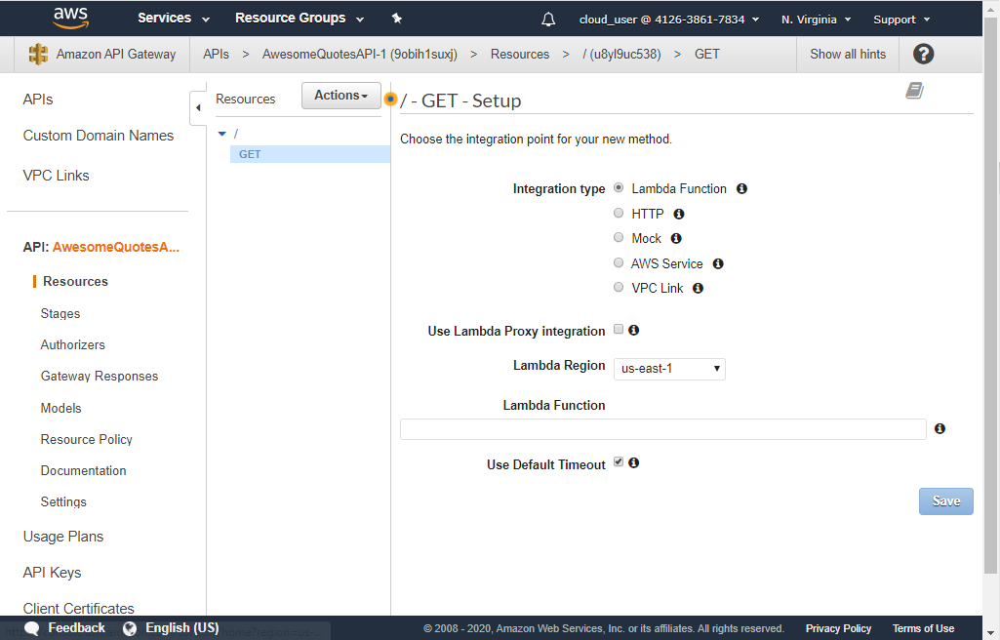 aws
Services Resource Groups cloud_user @ 4126-3861-7834 N. Virginia Support
Amazon API Gateway APIs > AwesomeQuotesAPI-1 (9obih1suxj) > Resources > / (u8yl9uc538) > GET Show all hints ?
APIs
Custom Domain Names
VPC Links
API: AwesomeQuotesA...
Resources
Stages
Authorizers
Gateway Responses
Models
Resource Policy
Documentation
Settings
Usage Plans
API Keys
Client Certificates
Resources Actions
/
GET
/ - GET - Setup
Choose the integration point for your new method.
Integration type Lambda Function
HTTP
Mock
AWS Service
VPC Link
Use Lambda Proxy integration
Lambda Region us-east-1
Lambda Function
Use Default Timeout
Save
Feedback English (US) © 2008 - 2020, Amazon Web Services, Inc. or its affiliates. All rights reserved. Privacy Policy Terms of Use